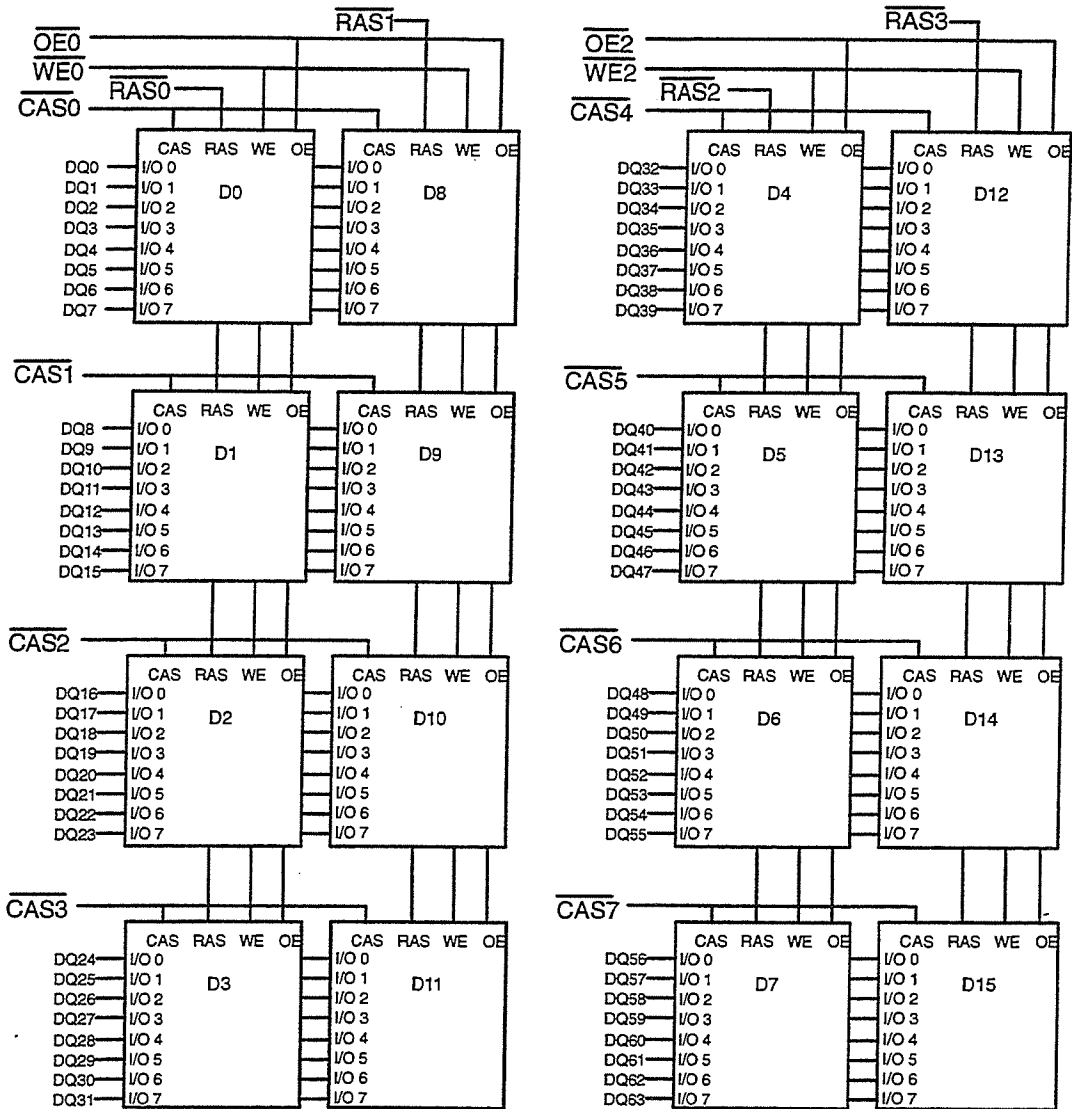 RAS1
OE0
WE0
RAS0
CAS0
CAS RAS WE OE
CAS RAS WE OE
DQ0 I/O 0 I/O 0
DQ1 I/O 1 I/O 1
DQ2 I/O 2 I/O 2
DQ3 I/O 3 I/O 3
DQ4 I/O 4 I/O 4
DQ5 I/O 5 I/O 5
DQ6 I/O 6 I/O 6
DQ7 I/O 7 I/O 7
D0 D8
CAS1
CAS RAS WE OE
CAS RAS WE OE
DQ8 I/O 0 I/O 0
DQ9 I/O 1 I/O 1
DQ10 I/O 2 I/O 2
DQ11 I/O 3 I/O 3
DQ12 I/O 4 I/O 4
DQ13 I/O 5 I/O 5
DQ14 I/O 6 I/O 6
DQ15 I/O 7 I/O 7
D1 D9
CAS2
CAS RAS WE OE
CAS RAS WE OE
DQ16 I/O 0 I/O 0
DQ17 I/O 1 I/O 1
DQ18 I/O 2 I/O 2
DQ19 I/O 3 I/O 3
DQ20 I/O 4 I/O 4
DQ21 I/O 5 I/O 5
DQ22 I/O 6 I/O 6
DQ23 I/O 7 I/O 7
D2 D10
CAS3
CAS RAS WE OE
CAS RAS WE OE
DQ24 I/O 0 I/O 0
DQ25 I/O 1 I/O 1
DQ26 I/O 2 I/O 2
DQ27 I/O 3 I/O 3
DQ28 I/O 4 I/O 4
DQ29 I/O 5 I/O 5
DQ30 I/O 6 I/O 6
DQ31 I/O 7 I/O 7
D3 D11
RAS3
OE2
WE2
RAS2
CAS4
CAS RAS WE OE
CAS RAS WE OE
DQ32 I/O 0 I/O 0
DQ33 I/O 1 I/O 1
DQ34 I/O 2 I/O 2
DQ35 I/O 3 I/O 3
DQ36 I/O 4 I/O 4
DQ37 I/O 5 I/O 5
DQ38 I/O 6 I/O 6
DQ39 I/O 7 I/O 7
D4 D12
CAS5
CAS RAS WE OE
CAS RAS WE OE
DQ40 I/O 0 I/O 0
DQ41 I/O 1 I/O 1
DQ42 I/O 2 I/O 2
DQ43 I/O 3 I/O 3
DQ44 I/O 4 I/O 4
DQ45 I/O 5 I/O 5
DQ46 I/O 6 I/O 6
DQ47 I/O 7 I/O 7
D5 D13
CAS6
CAS RAS WE OE
CAS RAS WE OE
DQ48 I/O 0 I/O 0
DQ49 I/O 1 I/O 1
DQ50 I/O 2 I/O 2
DQ51 I/O 3 I/O 3
DQ52 I/O 4 I/O 4
DQ53 I/O 5 I/O 5
DQ54 I/O 6 I/O 6
DQ55 I/O 7 I/O 7
D6 D14
CAS7
CAS RAS WE OE
CAS RAS WE OE
DQ56 I/O 0 I/O 0
DQ57 I/O 1 I/O 1
DQ58 I/O 2 I/O 2
DQ59 I/O 3 I/O 3
DQ60 I/O 4 I/O 4
DQ61 I/O 5 I/O 5
DQ62 I/O 6 I/O 6
DQ63 I/O 7 I/O 7
D7 D15